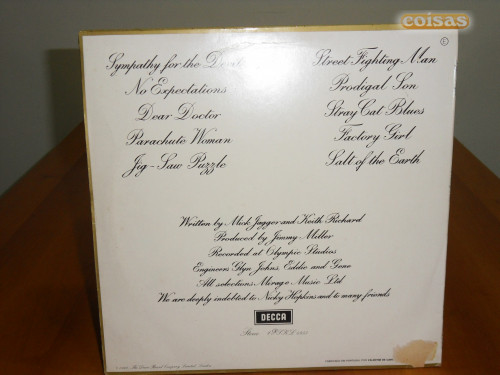 coisas
Sympathy for the Devil
No Expectations
Dear Doctor
Parachute Woman
Jig-Saw Puzzle
Street Fighting Man
Prodigal Son
Stray Cat Blues
Factory Girl
Salt of the Earth
Written by Mick Jagger and Keith Richard
Produced by Jimmy Miller
Recorded at Olympic Studios
Engineers Glyn Johns, Eddie and Gene
All selections Mirage Music Ltd
We are deeply indebted to Nicky Hopkins and to many friends
DECCA
Stereo